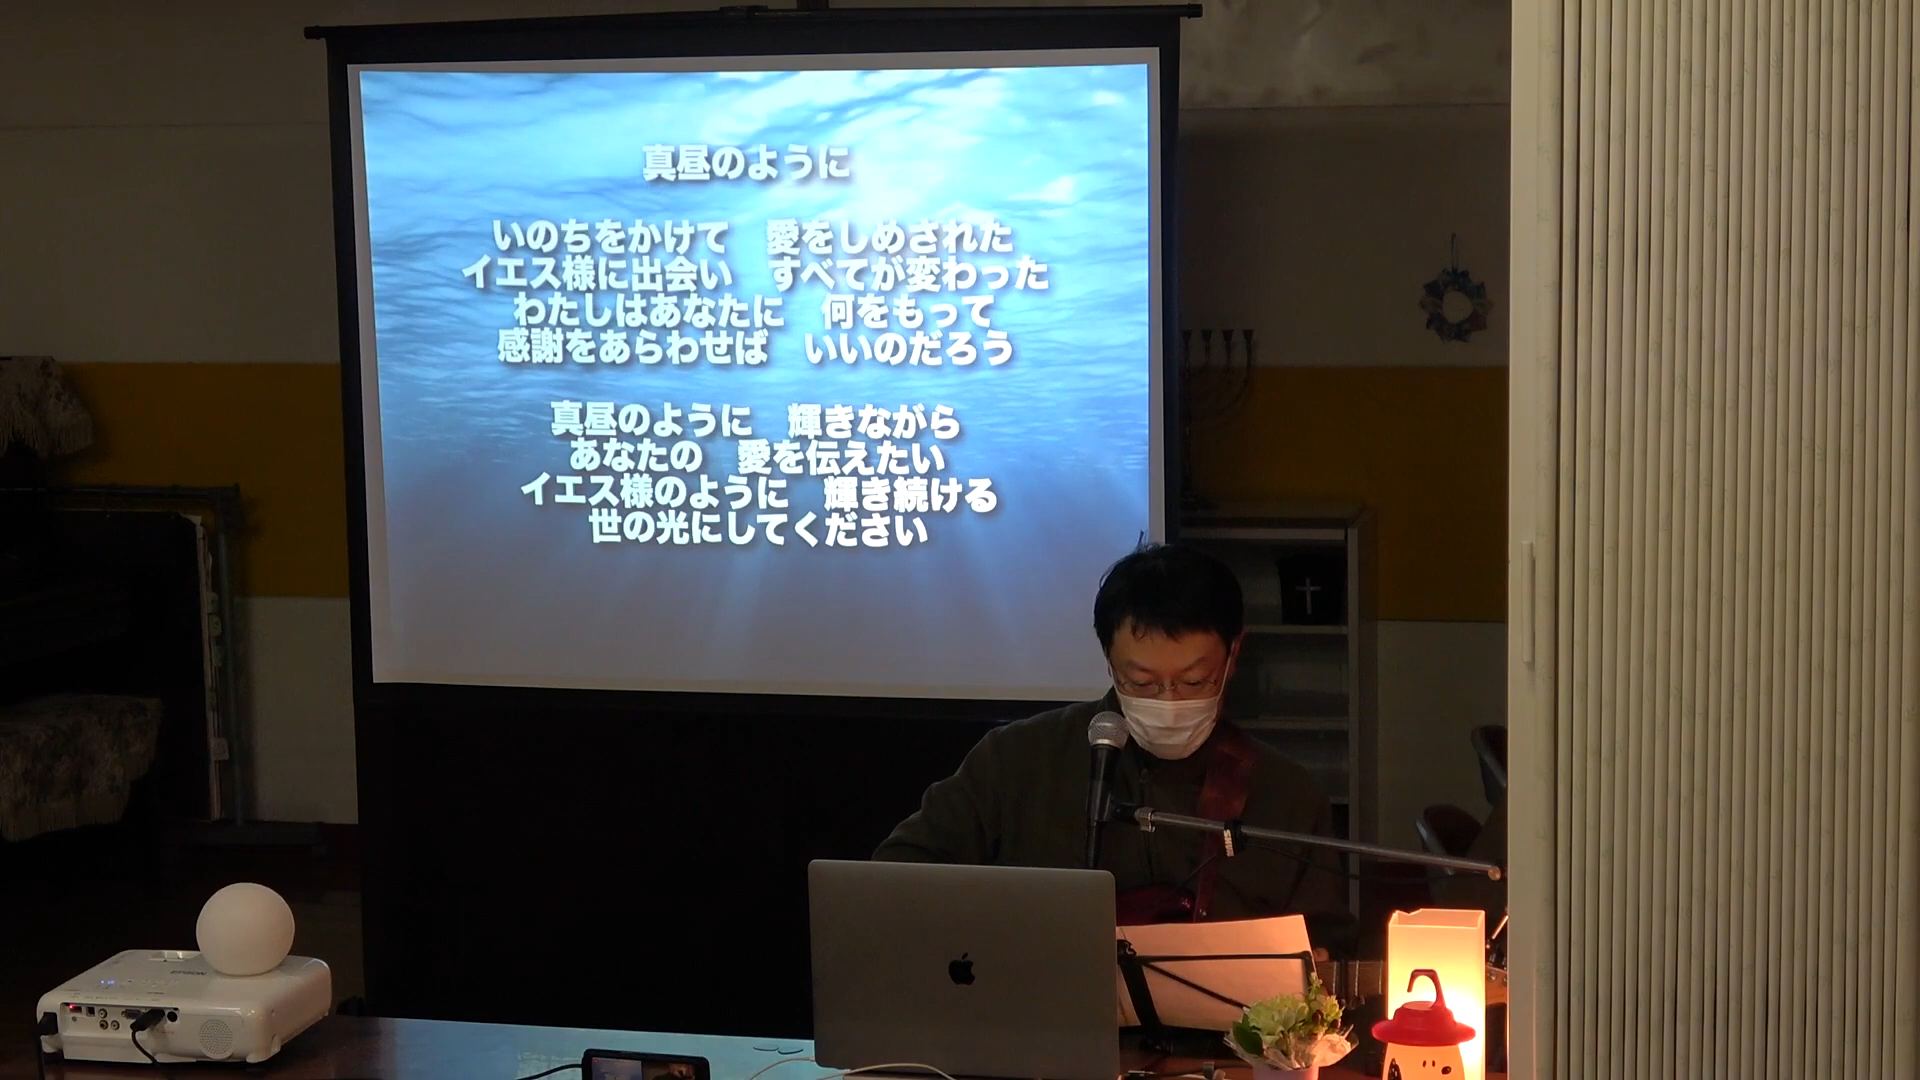 真昼のように
いのちをかけて　愛をしめされた
イエス様に出会い　すべてが変わった
わたしはあなたに　何をもって
感謝をあらわせば　いいのだろう
真昼のように　輝きながら
あなたの　愛を伝えたい
イエス様のように　輝き続ける
世の光にしてください
EPSON
SHURE